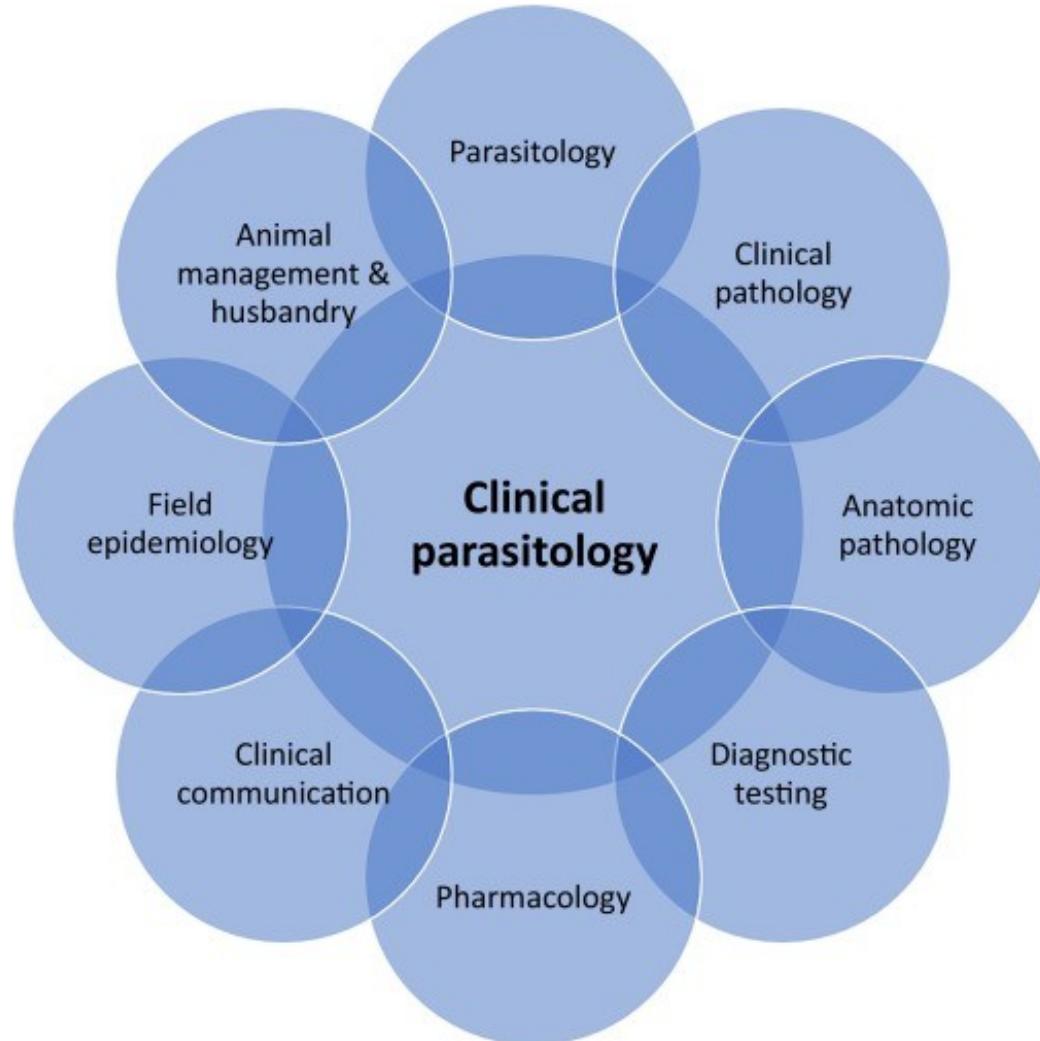 Parasitology
Clinical
pathology
Anatomic
pathology
Diagnostic
testing
Pharmacology
Clinical
communication
Field
epidemiology
Animal
management &
husbandry
Clinical
parasitology